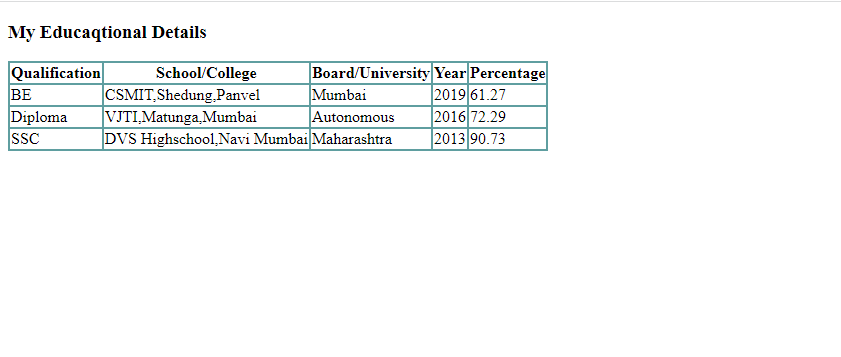 My Educaqtional Details
Qualification School/College Board/University Year Percentage
BE CSMIT,Shedung,Panvel Mumbai 2019 61.27
Diploma VJTI,Matunga,Mumbai Autonomous 2016 72.29
SSC DVS Highschool,Navi Mumbai Maharashtra 2013 90.73